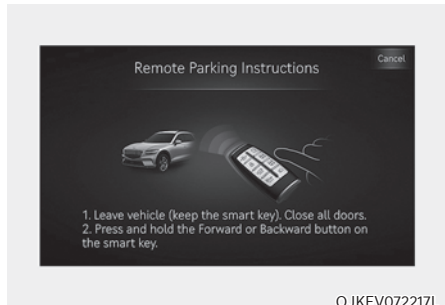 Cancel
Remote Parking Instructions
1. Leave vehicle (keep the smart key). Close all doors.
2. Press and hold the Forward or Backward button on
the smart key.
OJKEV072217L